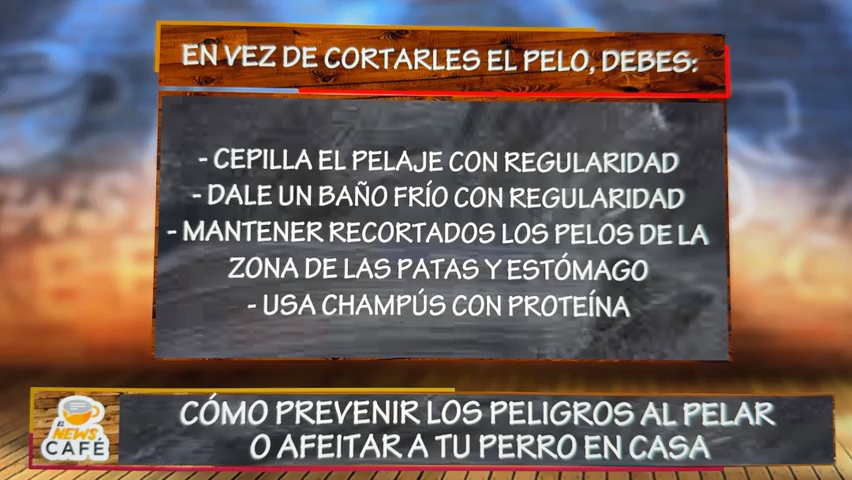 EN VEZ DE CORTARLES EL PELO, DEBES:
- CEPILLA EL PELAJE CON REGULARIDAD
- DALE UN BAÑO FRÍO CON REGULARIDAD
- MANTENER RECORTADOS LOS PELOS DE LA
ZONA DE LAS PATAS Y ESTÓMAGO
- USA CHAMPÚS CON PROTEÍNA
EL
NEWS
CAFÉ
CÓMO PREVENIR LOS PELIGROS AL PELAR
O AFEITAR A TU PERRO EN CASA